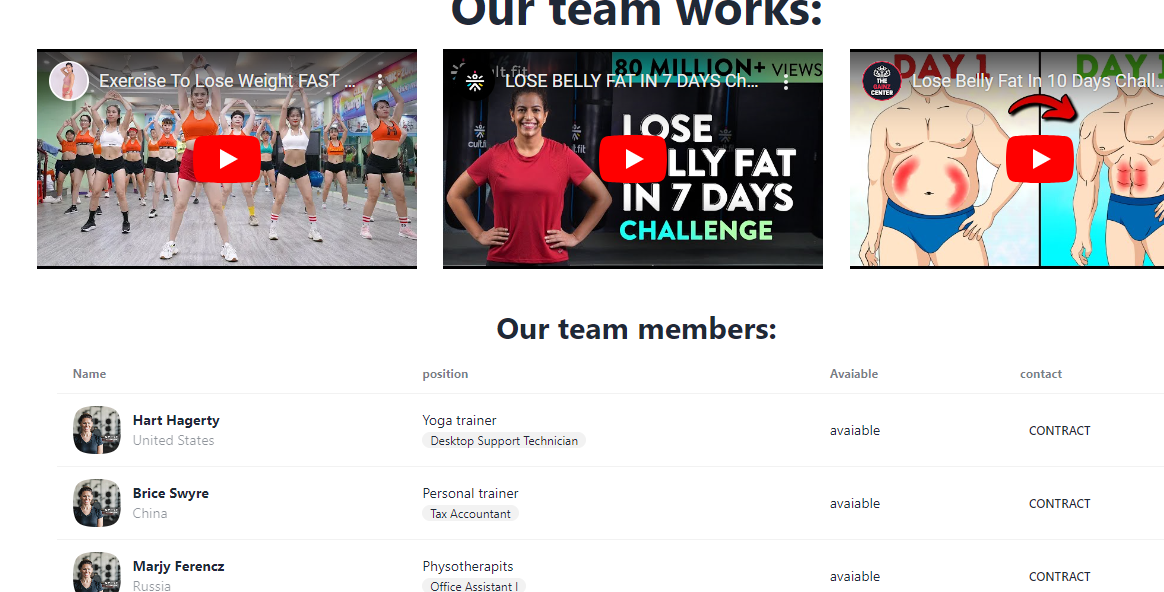 Our team works:
Exercise To Lose Weight FAST ...
cult.fit
80 MILLION+ VIEWS
LOSE BELLY FAT IN 7 DAYS Ch...
LOSE
BELLY FAT
IN 7 DAYS
CHALLENGE
DAY 1
DAY 10
THE
GAINZ
CENTER
Lose Belly Fat In 10 Days Chall...
Our team members:
Name position Avaiable contact
Hart Hagerty
United States
Yoga trainer
Desktop Support Technician
avaiable
CONTRACT
Brice Swyre
China
Personal trainer
Tax Accountant
avaiable
CONTRACT
Marjy Ferencz
Russia
Physotherapits
Office Assistant I
avaiable
CONTRACT